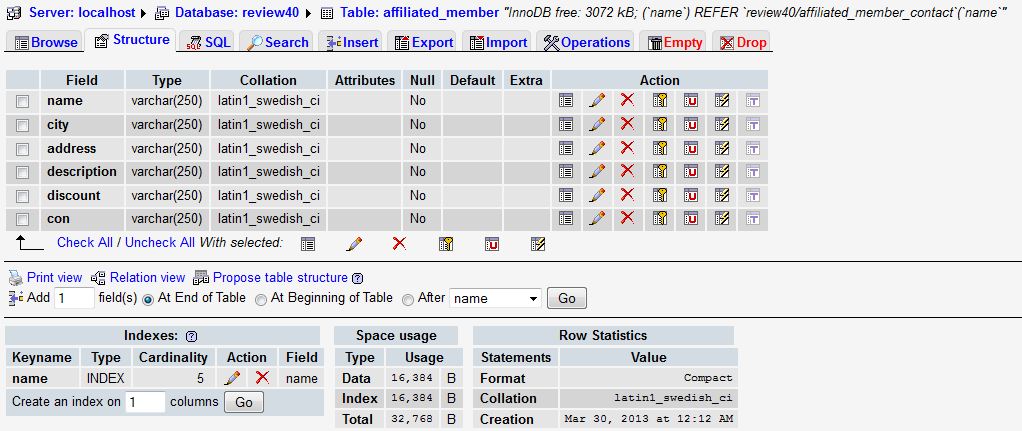 Server: localhost Database: review40 Table: affiliated_member "InnoDB free: 3072 kB; (`name`) REFER `review40/affiliated_member_contact`(`name`"
Browse Structure SQL Search Insert Export Import Operations Empty Drop
Field Type Collation Attributes Null Default Extra Action
name varchar(250) latin1_swedish_ci No
city varchar(250) latin1_swedish_ci No
address varchar(250) latin1_swedish_ci No
description varchar(250) latin1_swedish_ci No
discount varchar(250) latin1_swedish_ci No
con varchar(250) latin1_swedish_ci No
Check All / Uncheck All With selected:
Print view Relation view Propose table structure
Add 1 field(s) At End of Table At Beginning of Table After name Go
Indexes: Space usage Row Statistics
Keyname Type Cardinality Action Field Type Usage Statements Value
name INDEX 5 name Data 16,384 B Format Compact
Create an index on 1 columns Go Index 16,384 B Collation latin1_swedish_ci
Total 32,768 B Creation Mar 30, 2013 at 12:12 AM